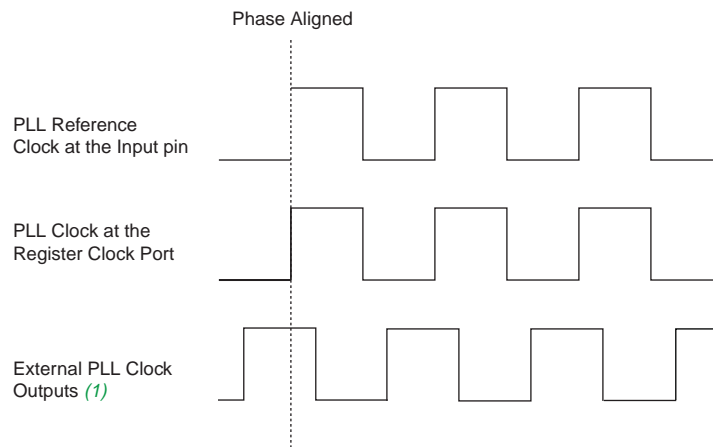 Phase Aligned
PLL Reference
Clock at the Input pin
PLL Clock at the
Register Clock Port
External PLL Clock
Outputs (1)